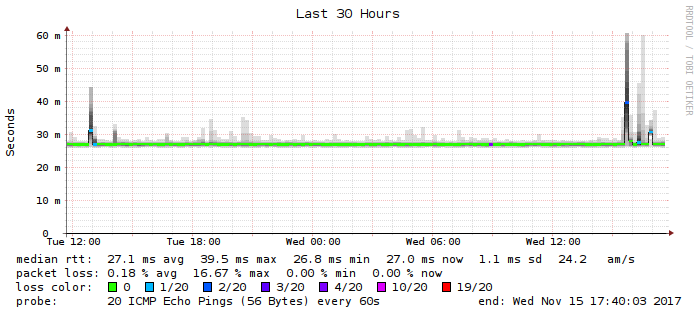 Last 30 Hours
RRDTOOL / TOBI OETIKER
Seconds
60 m
50 m
40 m
30 m
20 m
10 m
0
Tue 12:00 Tue 18:00 Wed 00:00 Wed 06:00 Wed 12:00
median rtt: 27.1 ms avg 39.5 ms max 26.8 ms min 27.0 ms now 1.1 ms sd 24.2 am/s
packet loss: 0.18 % avg 16.67 % max 0.00 % min 0.00 % now
loss color: 0 1/20 2/20 3/20 4/20 10/20 19/20
probe: 20 ICMP Echo Pings (56 Bytes) every 60s end: Wed Nov 15 17:40:03 2017